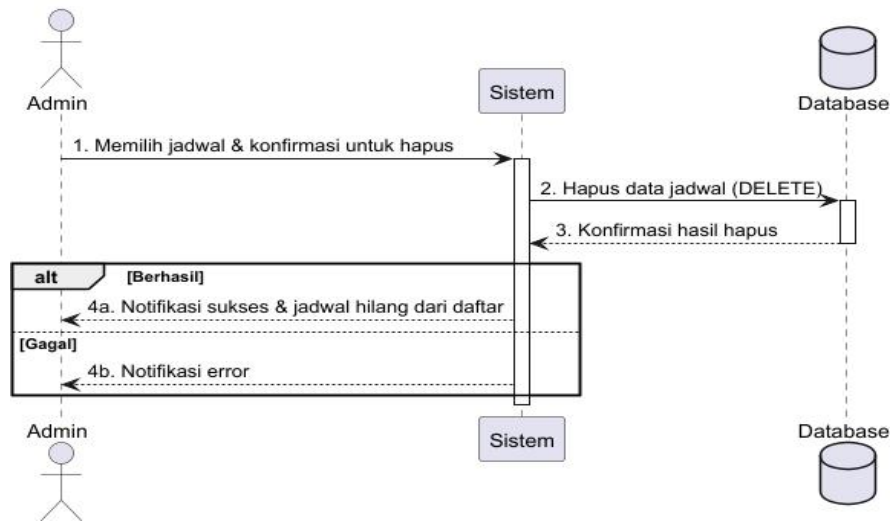 Admin
Sistem
Database
1. Memilih jadwal & konfirmasi untuk hapus
2. Hapus data jadwal (DELETE)
3. Konfirmasi hasil hapus
alt [Berhasil]
4a. Notifikasi sukses & jadwal hilang dari daftar
[Gagal]
4b. Notifikasi error
Admin
Sistem
Database